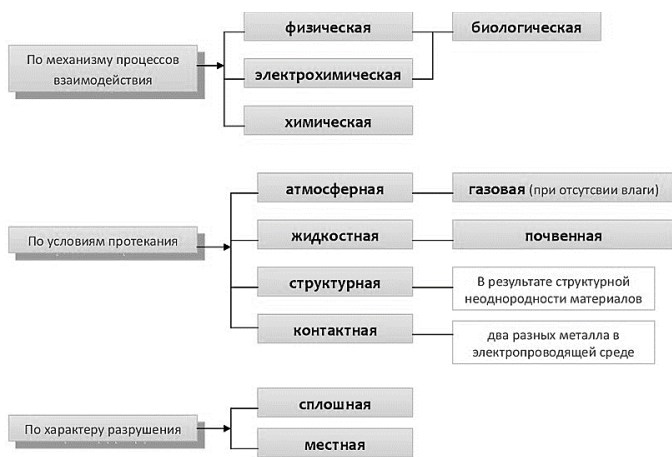 По механизму процессов
взаимодействия
физическая
биологическая
электрохимическая
химическая
По условиям протекания
атмосферная
газовая (при отсутсвии влаги)
жидкостная
почвенная
структурная
В результате структурной
неоднородности материалов
контактная
два разных металла в
электропроводящей среде
По характеру разрушения
сплошная
местная